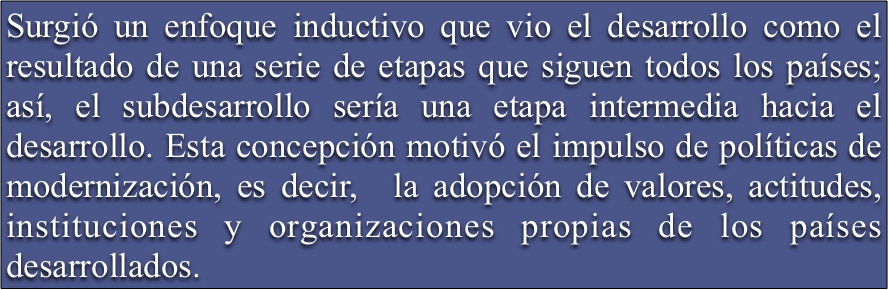 Surgió un enfoque inductivo que vio el desarrollo como el
resultado de una serie de etapas que siguen todos los países;
así, el subdesarrollo sería una etapa intermedia hacia el
desarrollo. Esta concepción motivó el impulso de políticas de
modernización, es decir,  la adopción de valores, actitudes,
instituciones y organizaciones propias de los países
desarrollados.